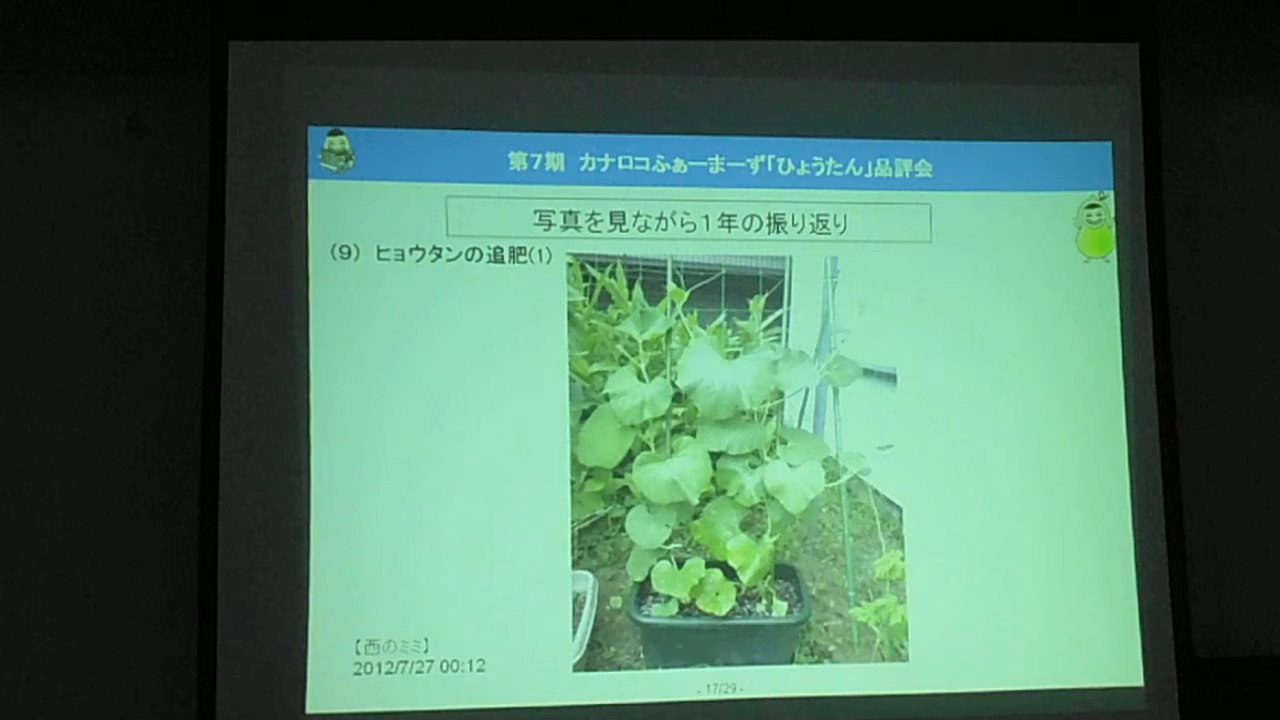 第７期 カナロコふぁーまーず「ひょうたん」品評会
写真を見ながら１年の振り返り
（９） ヒョウタンの追肥(1)
【西のミミ】
2012/7/27 00:12
- 17/29 -